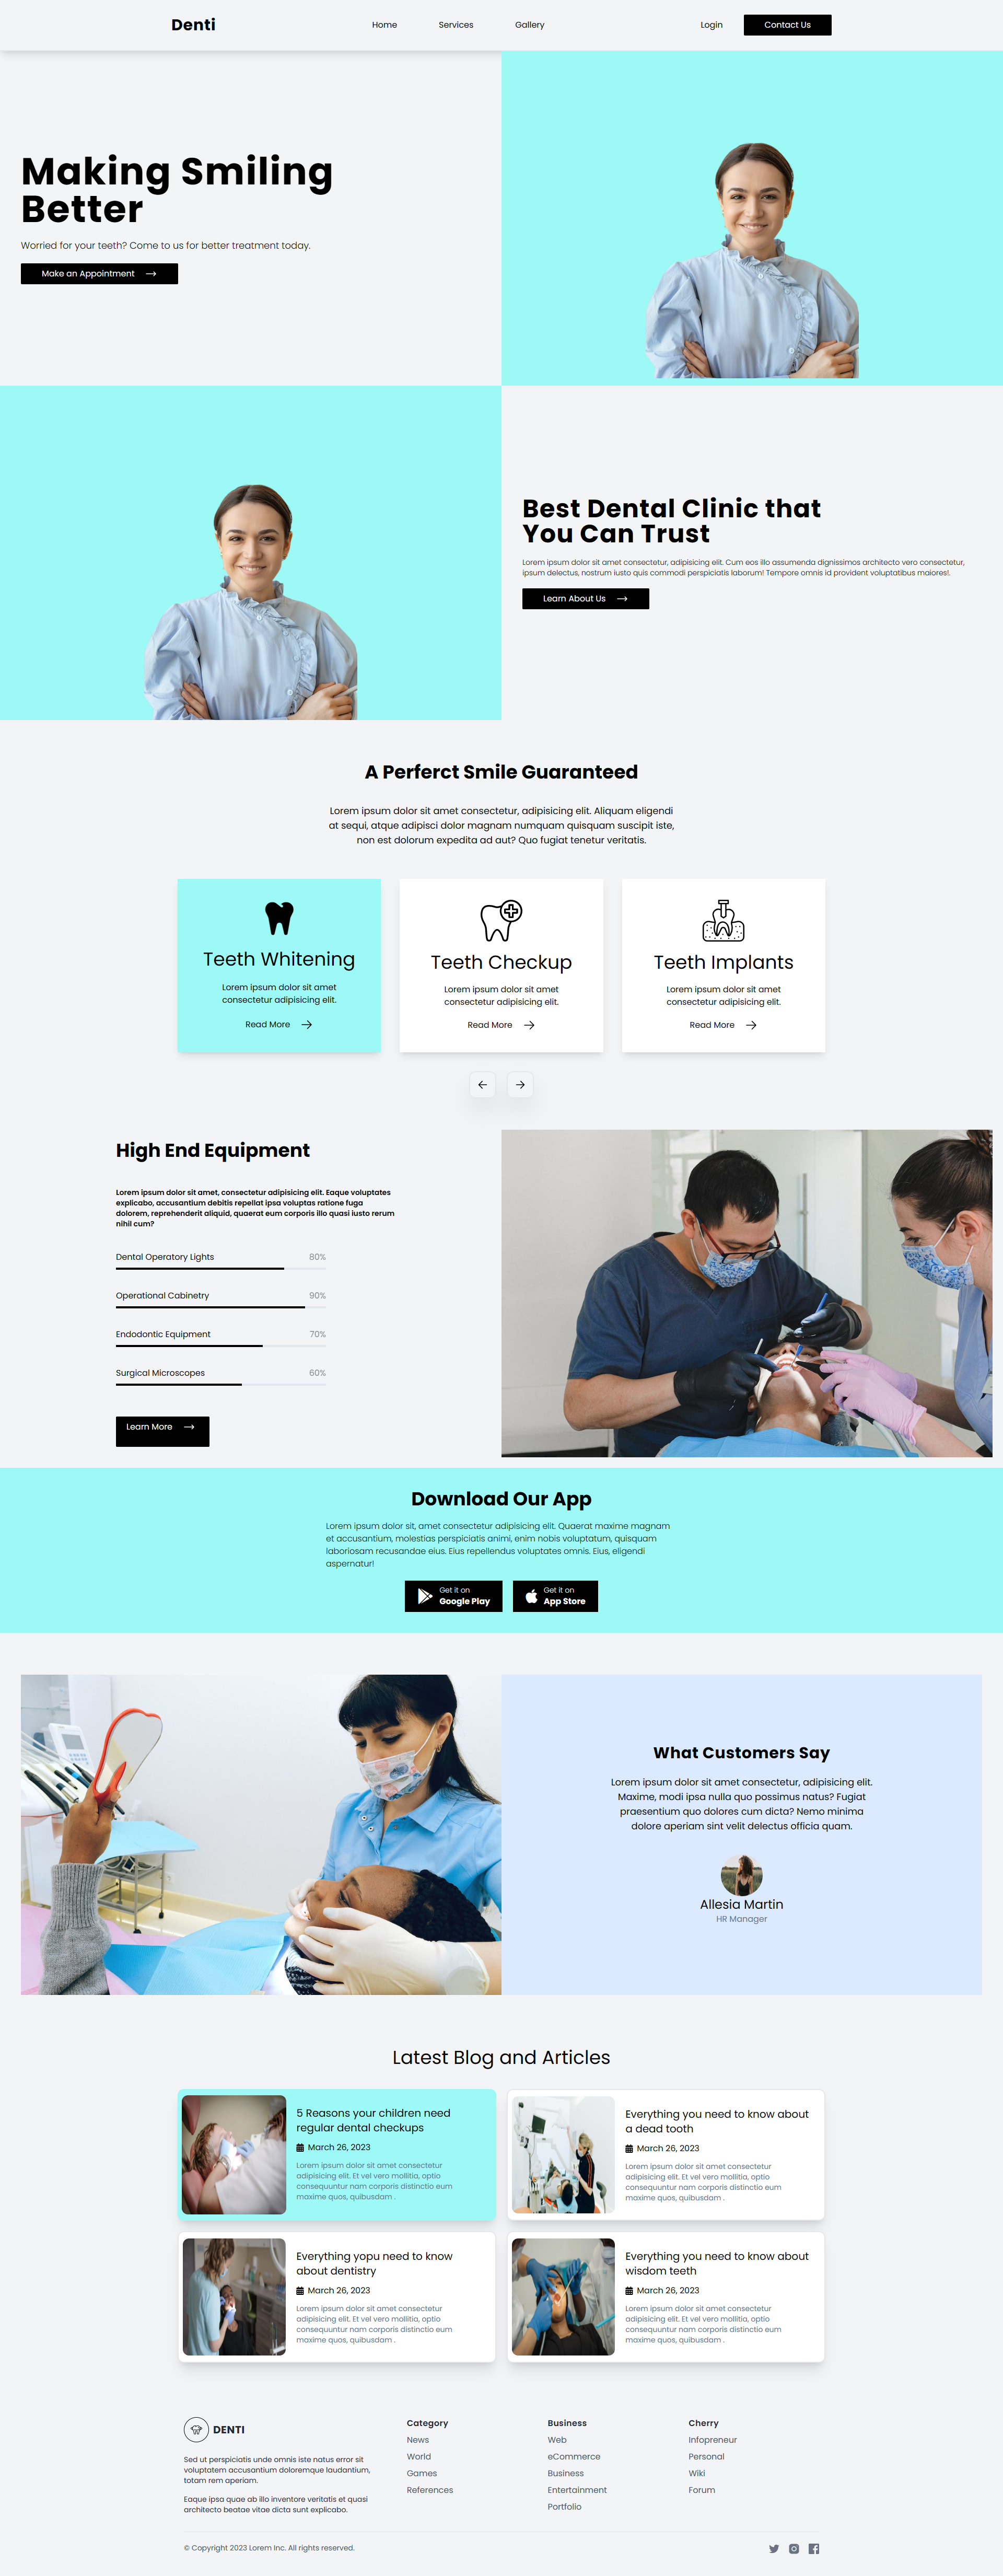 Denti
Home
Services
Gallery
Login
Contact Us
Making Smiling
Better
Worried for your teeth? Come to us for better treatment today.
Make an Appointment
Best Dental Clinic that
You Can Trust
Lorem ipsum dolor sit amet consectetur, adipisicing elit. Cum eos illo assumenda dignissimos architecto vero consectetur,
ipsum delectus, nostrum iusto quis commodi perspiciatis laborum! Tempore omnis id provident voluptatibus maiores!.
Learn About Us
A Perferct Smile Guaranteed
Lorem ipsum dolor sit amet consectetur, adipisicing elit. Aliquam eligendi
at sequi, atque adipisci dolor magnam numquam quisquam suscipit iste,
non est dolorum expedita ad aut? Quo fugiat tenetur veritatis.
Teeth Whitening
Lorem ipsum dolor sit amet
consectetur adipisicing elit.
Read More
Teeth Checkup
Lorem ipsum dolor sit amet
consectetur adipisicing elit.
Read More
Teeth Implants
Lorem ipsum dolor sit amet
consectetur adipisicing elit.
Read More
High End Equipment
Lorem ipsum dolor sit amet, consectetur adipisicing elit. Eaque voluptates
explicabo, accusantium debitis repellat ipsa voluptas ratione fuga
dolorem, reprehenderit aliquid, quaerat eum corporis illo quasi iusto rerum
nihil cum?
Dental Operatory Lights 80%
Operational Cabinetry 90%
Endodontic Equipment 70%
Surgical Microscopes 60%
Learn More
Download Our App
Lorem ipsum dolor sit, amet consectetur adipisicing elit. Quaerat maxime magnam
et accusantium, molestias perspiciatis animi, enim nobis voluptatum, quisquam
laboriosam recusandae eius. Eius repellendus voluptates omnis. Eius, eligendi
aspernatur!
Get it on
Google Play
Get it on
App Store
What Customers Say
Lorem ipsum dolor sit amet consectetur, adipisicing elit.
Maxime, modi ipsa nulla quo possimus natus? Fugiat
praesentium quo dolores cum dicta? Nemo minima
dolore aperiam sint velit delectus officia quam.
Allesia Martin
HR Manager
Latest Blog and Articles
5 Reasons your children need
regular dental checkups
March 26, 2023
Lorem ipsum dolor sit amet consectetur
adipisicing elit. Et vel vero mollitia, optio
consequuntur nam corporis distinctio eum
maxime quos, quibusdam .
Everything you need to know about
a dead tooth
March 26, 2023
Lorem ipsum dolor sit amet consectetur
adipisicing elit. Et vel vero mollitia, optio
consequuntur nam corporis distinctio eum
maxime quos, quibusdam .
Everything yopu need to know
about dentistry
March 26, 2023
Lorem ipsum dolor sit amet consectetur
adipisicing elit. Et vel vero mollitia, optio
consequuntur nam corporis distinctio eum
maxime quos, quibusdam .
Everything you need to know about
wisdom teeth
March 26, 2023
Lorem ipsum dolor sit amet consectetur
adipisicing elit. Et vel vero mollitia, optio
consequuntur nam corporis distinctio eum
maxime quos, quibusdam .
DENTI
Sed ut perspiciatis unde omnis iste natus error sit
voluptatem accusantium doloremque laudantium,
totam rem aperiam.
Eaque ipsa quae ab illo inventore veritatis et quasi
architecto beatae vitae dicta sunt explicabo.
Category
News
World
Games
References
Business
Web
eCommerce
Business
Entertainment
Portfolio
Cherry
Infopreneur
Personal
Wiki
Forum
© Copyright 2023 Lorem Inc. All rights reserved.